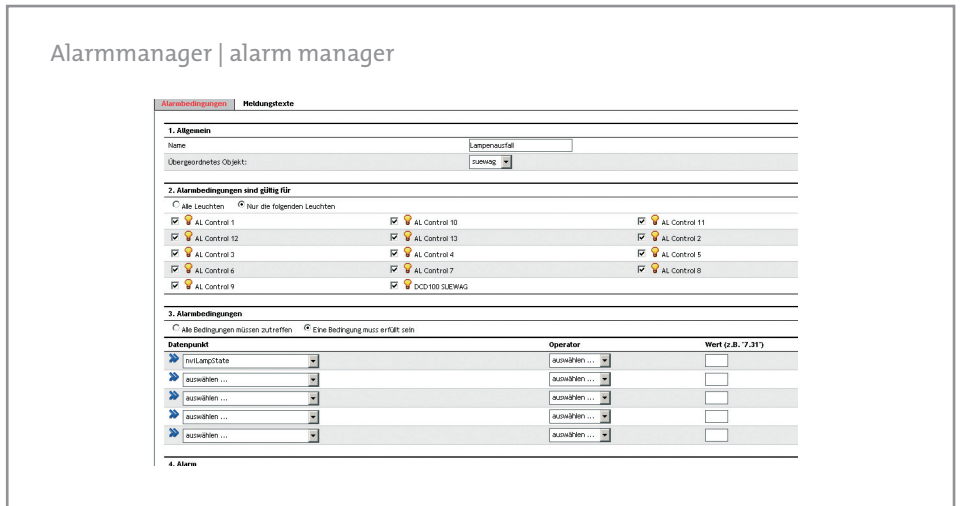 Alarmmanager | alarm manager
Alarmbedingungen Meldungstexte
1. Allgemein
Name Lampenausfall
Übergeordnetes Objekt: suewag
2. Alarmbedingungen sind gültig für
Alle Leuchten Nur die folgenden Leuchten
AL Control 1 AL Control 10 AL Control 11
AL Control 12 AL Control 13 AL Control 2
AL Control 3 AL Control 4 AL Control 5
AL Control 6 AL Control 7 AL Control 8
AL Control 9 DCD100 SUEWAG
3. Alarmbedingungen
Alle Bedingungen müssen zutreffen Eine Bedingung muss erfüllt sein
Datenpunkt Operator Wert (z.B. "7.31")
nviLampState auswählen ...
auswählen ... auswählen ...
auswählen ... auswählen ...
auswählen ... auswählen ...
auswählen ... auswählen ...
4. Alarm